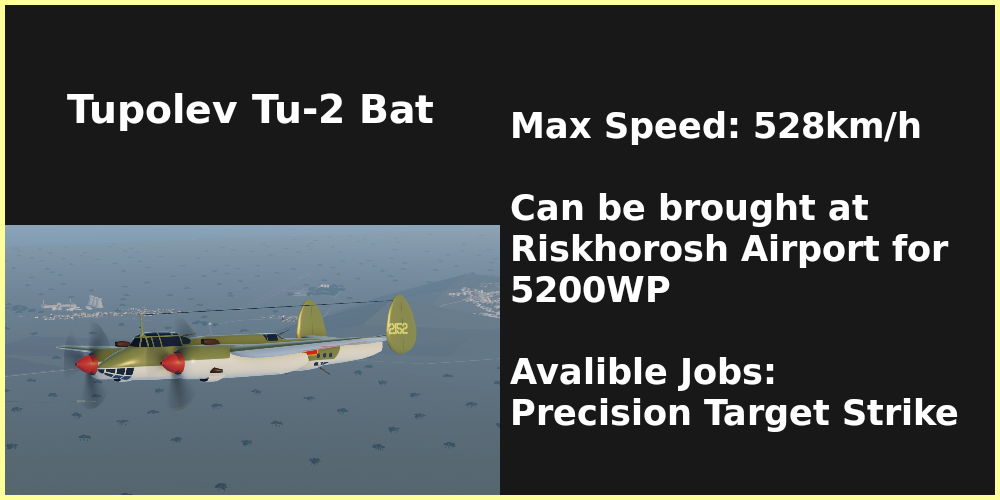 Tupolev Tu-2 Bat
Max Speed: 528km/h
Can be brought at
Riskhorosh Airport for
5200WP
Avalible Jobs:
Precision Target Strike
2152